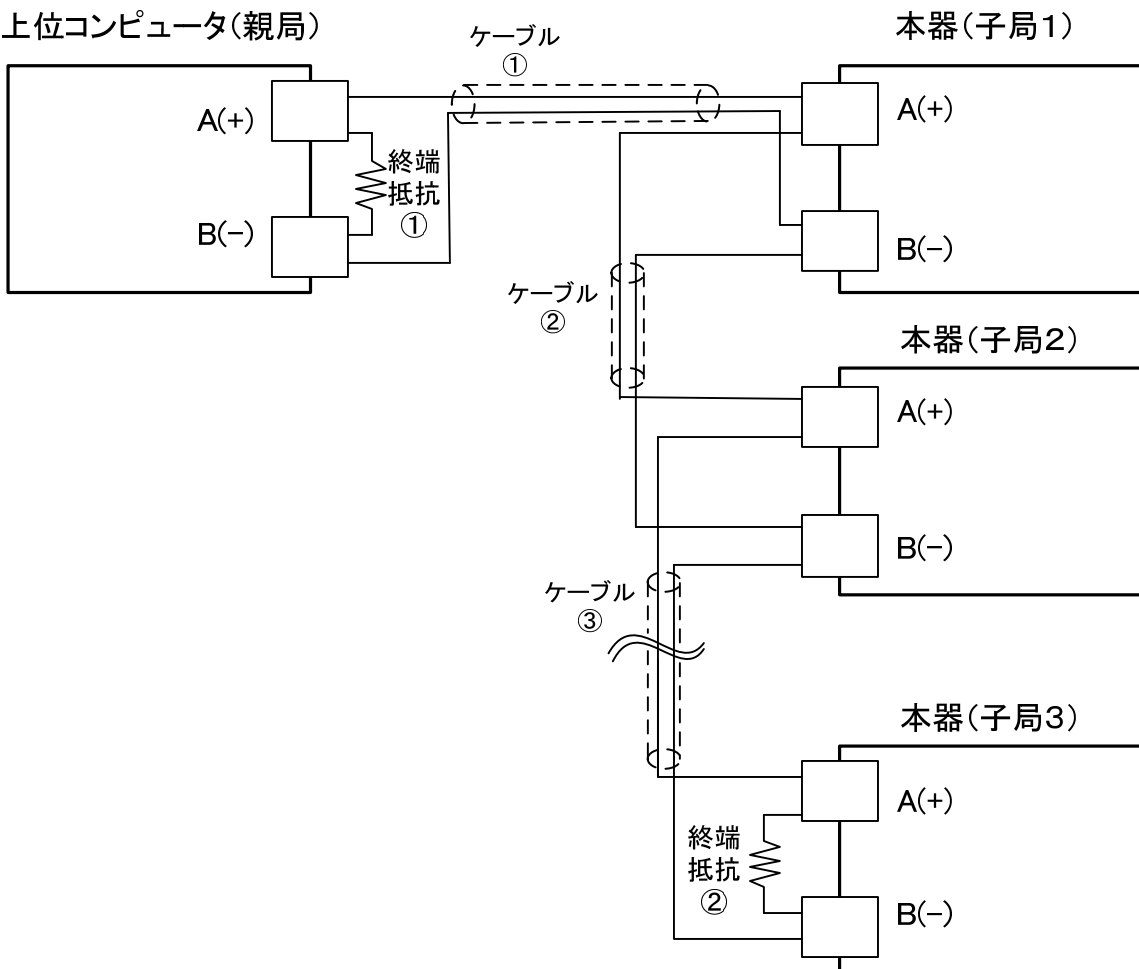 上位コンピュータ(親局)
ケーブル
①
本器(子局1)
A(+)
A(+)
終端
抵抗
①
B(−)
B(−)
ケーブル
②
本器(子局2)
A(+)
B(−)
ケーブル
③
本器(子局3)
A(+)
終端
抵抗
②
B(−)